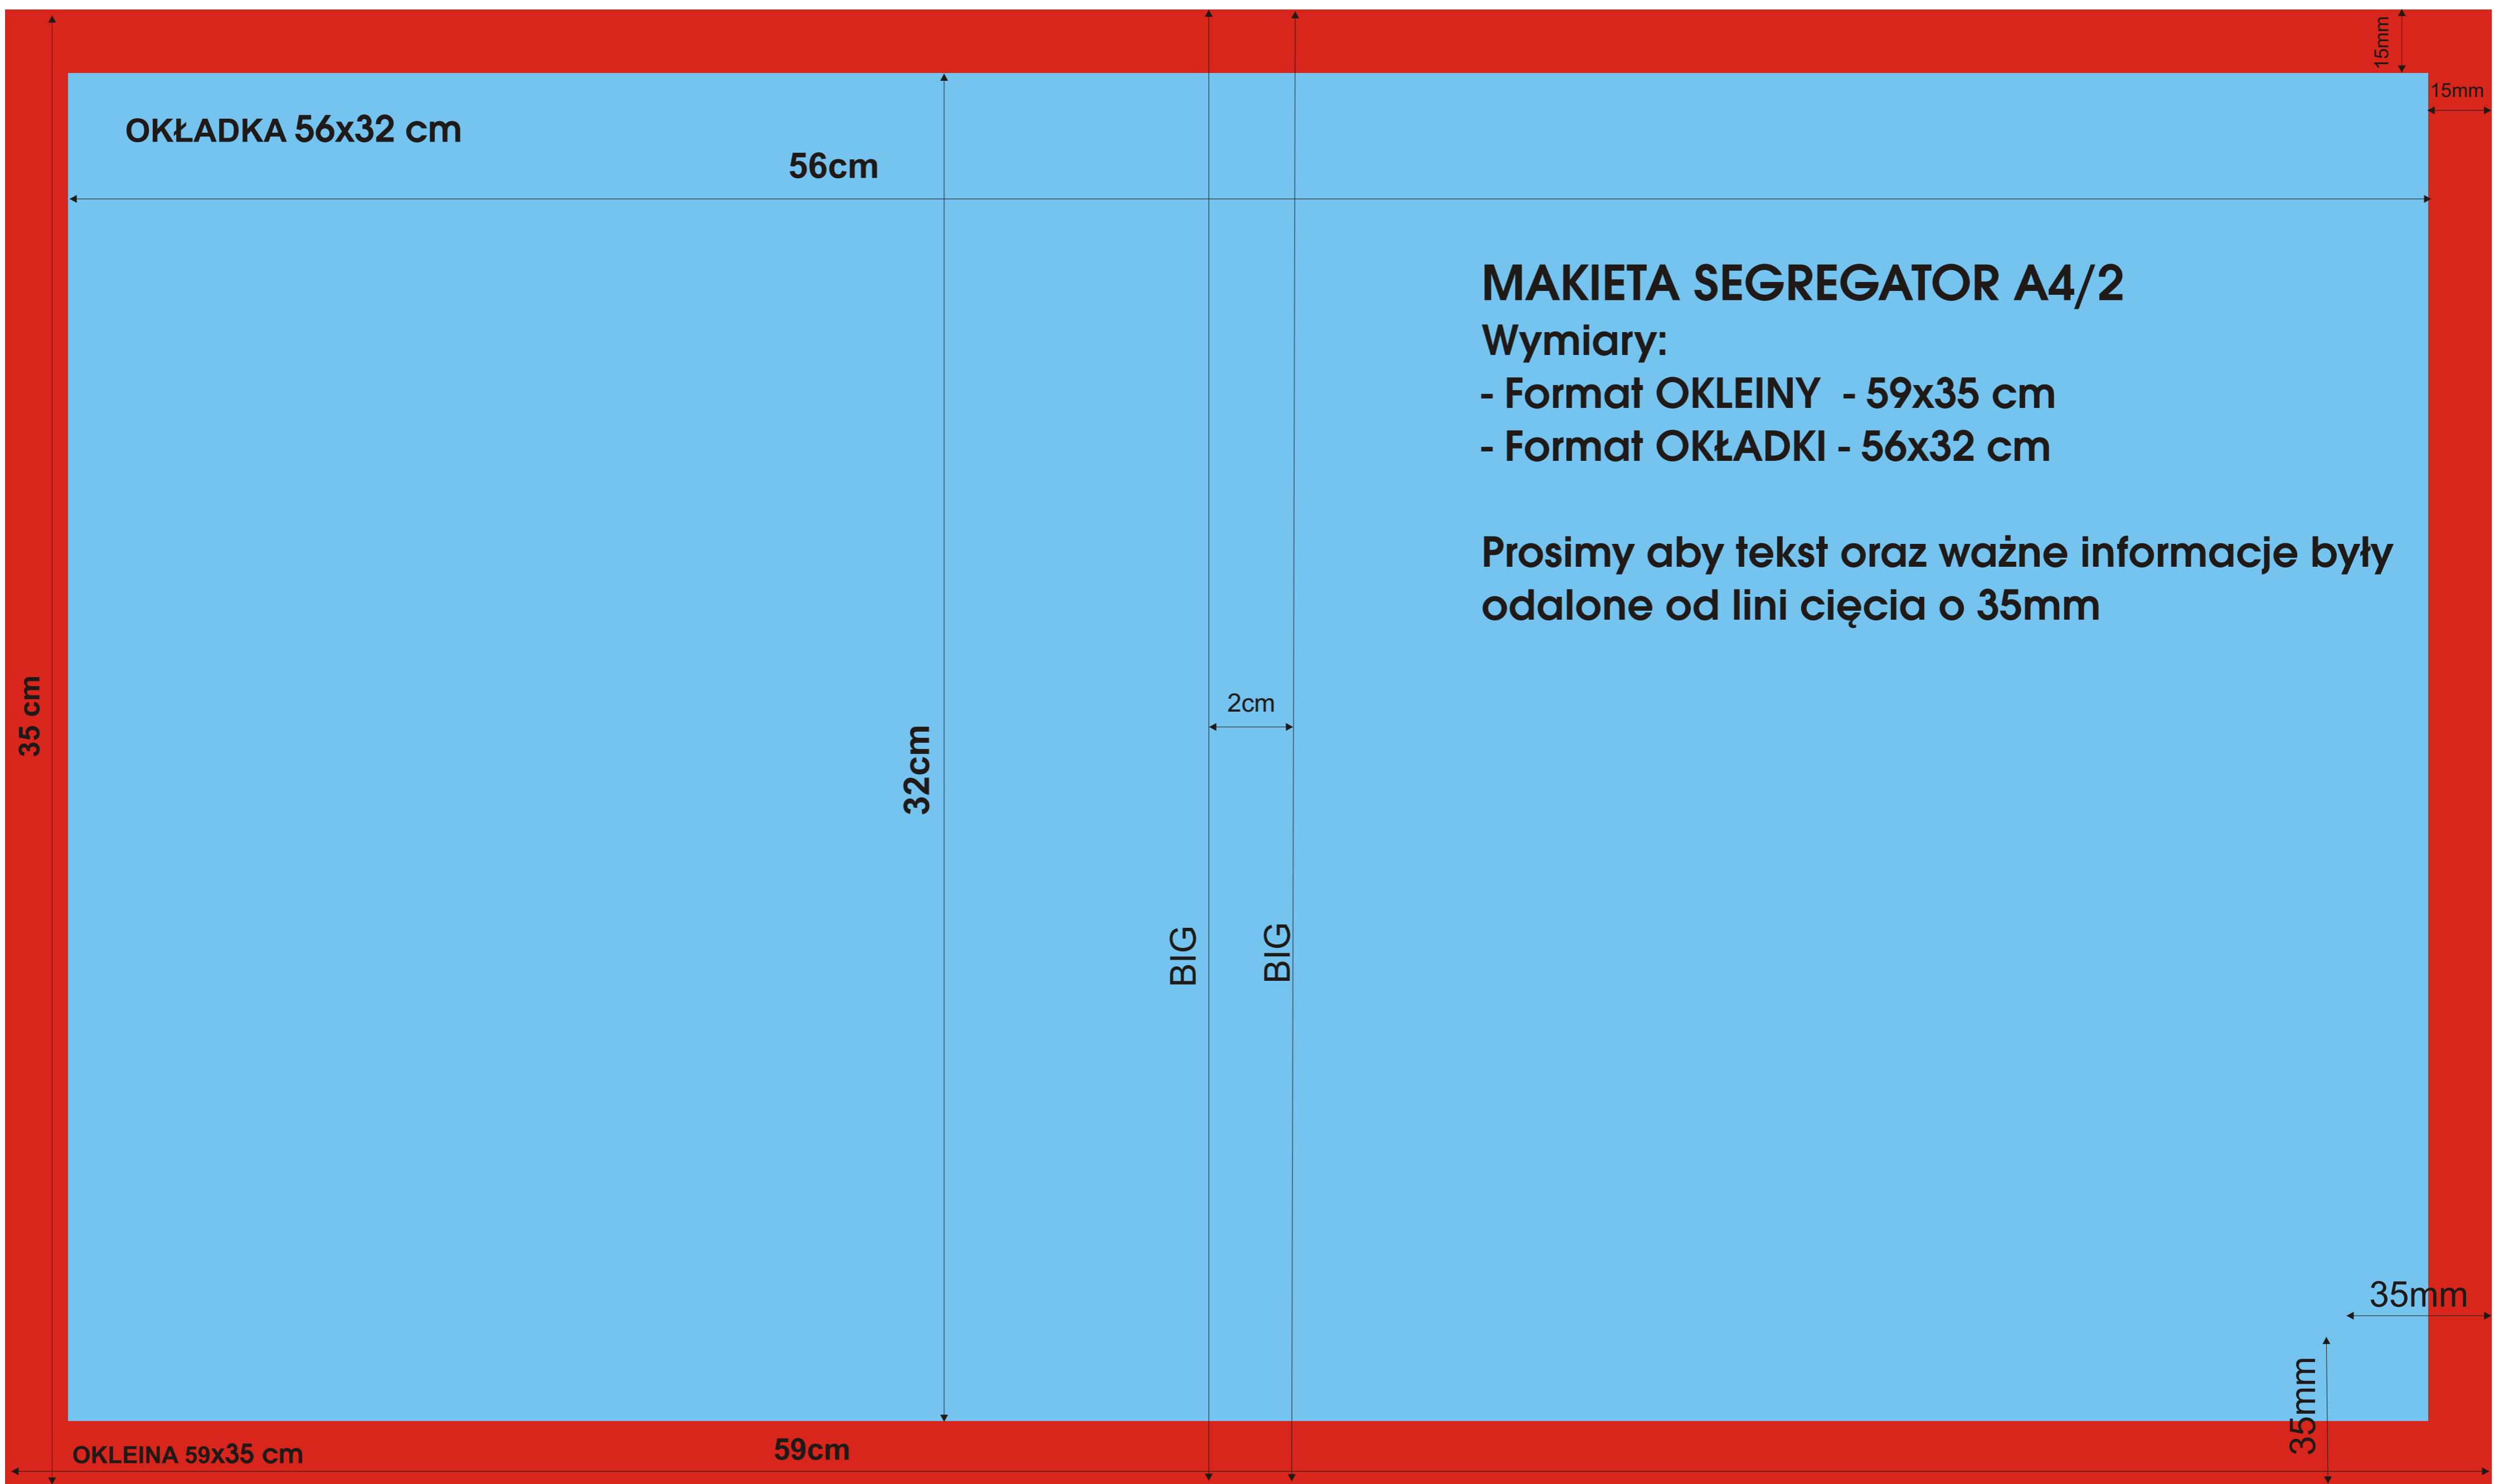 15mm
15mm
OKŁADKA 56x32 cm
56cm
MAKIETA SEGREGATOR A4/2
Wymiary:
- Format OKLEINY - 59x35 cm
- Format OKŁADKI - 56x32 cm
Prosimy aby tekst oraz ważne informacje były
odalone od lini cięcia o 35mm
35 cm
32cm
2cm
BIG
BIG
35mm
35mm
OKLEINA 59x35 cm
59cm